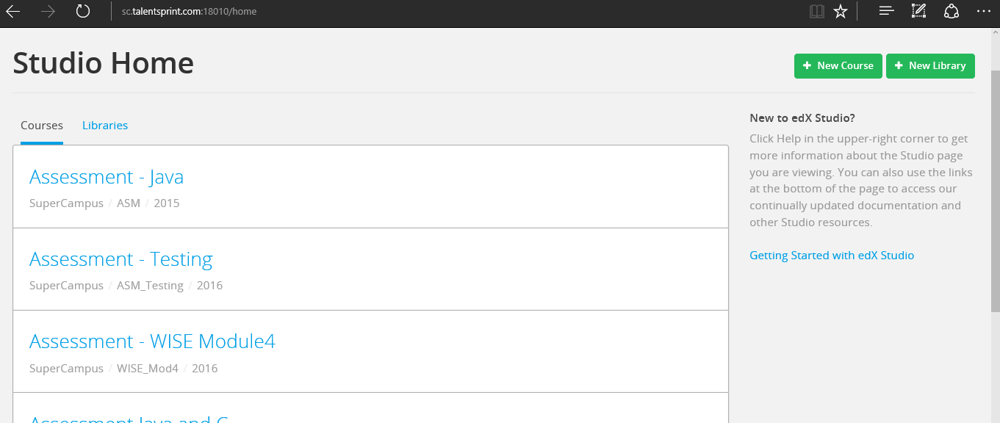 sc.talentsprint.com:18010/home
Studio Home
+ New Course
+ New Library
Courses
Libraries
Assessment - Java
SuperCampus / ASM / 2015
Assessment - Testing
SuperCampus / ASM_Testing / 2016
Assessment - WISE Module4
SuperCampus / WISE_Mod4 / 2016
Assessment Java and C
New to edX Studio?
Click Help in the upper-right corner to get
more information about the Studio page
you are viewing. You can also use the links
at the bottom of the page to access our
continually updated documentation and
other Studio resources.
Getting Started with edX Studio